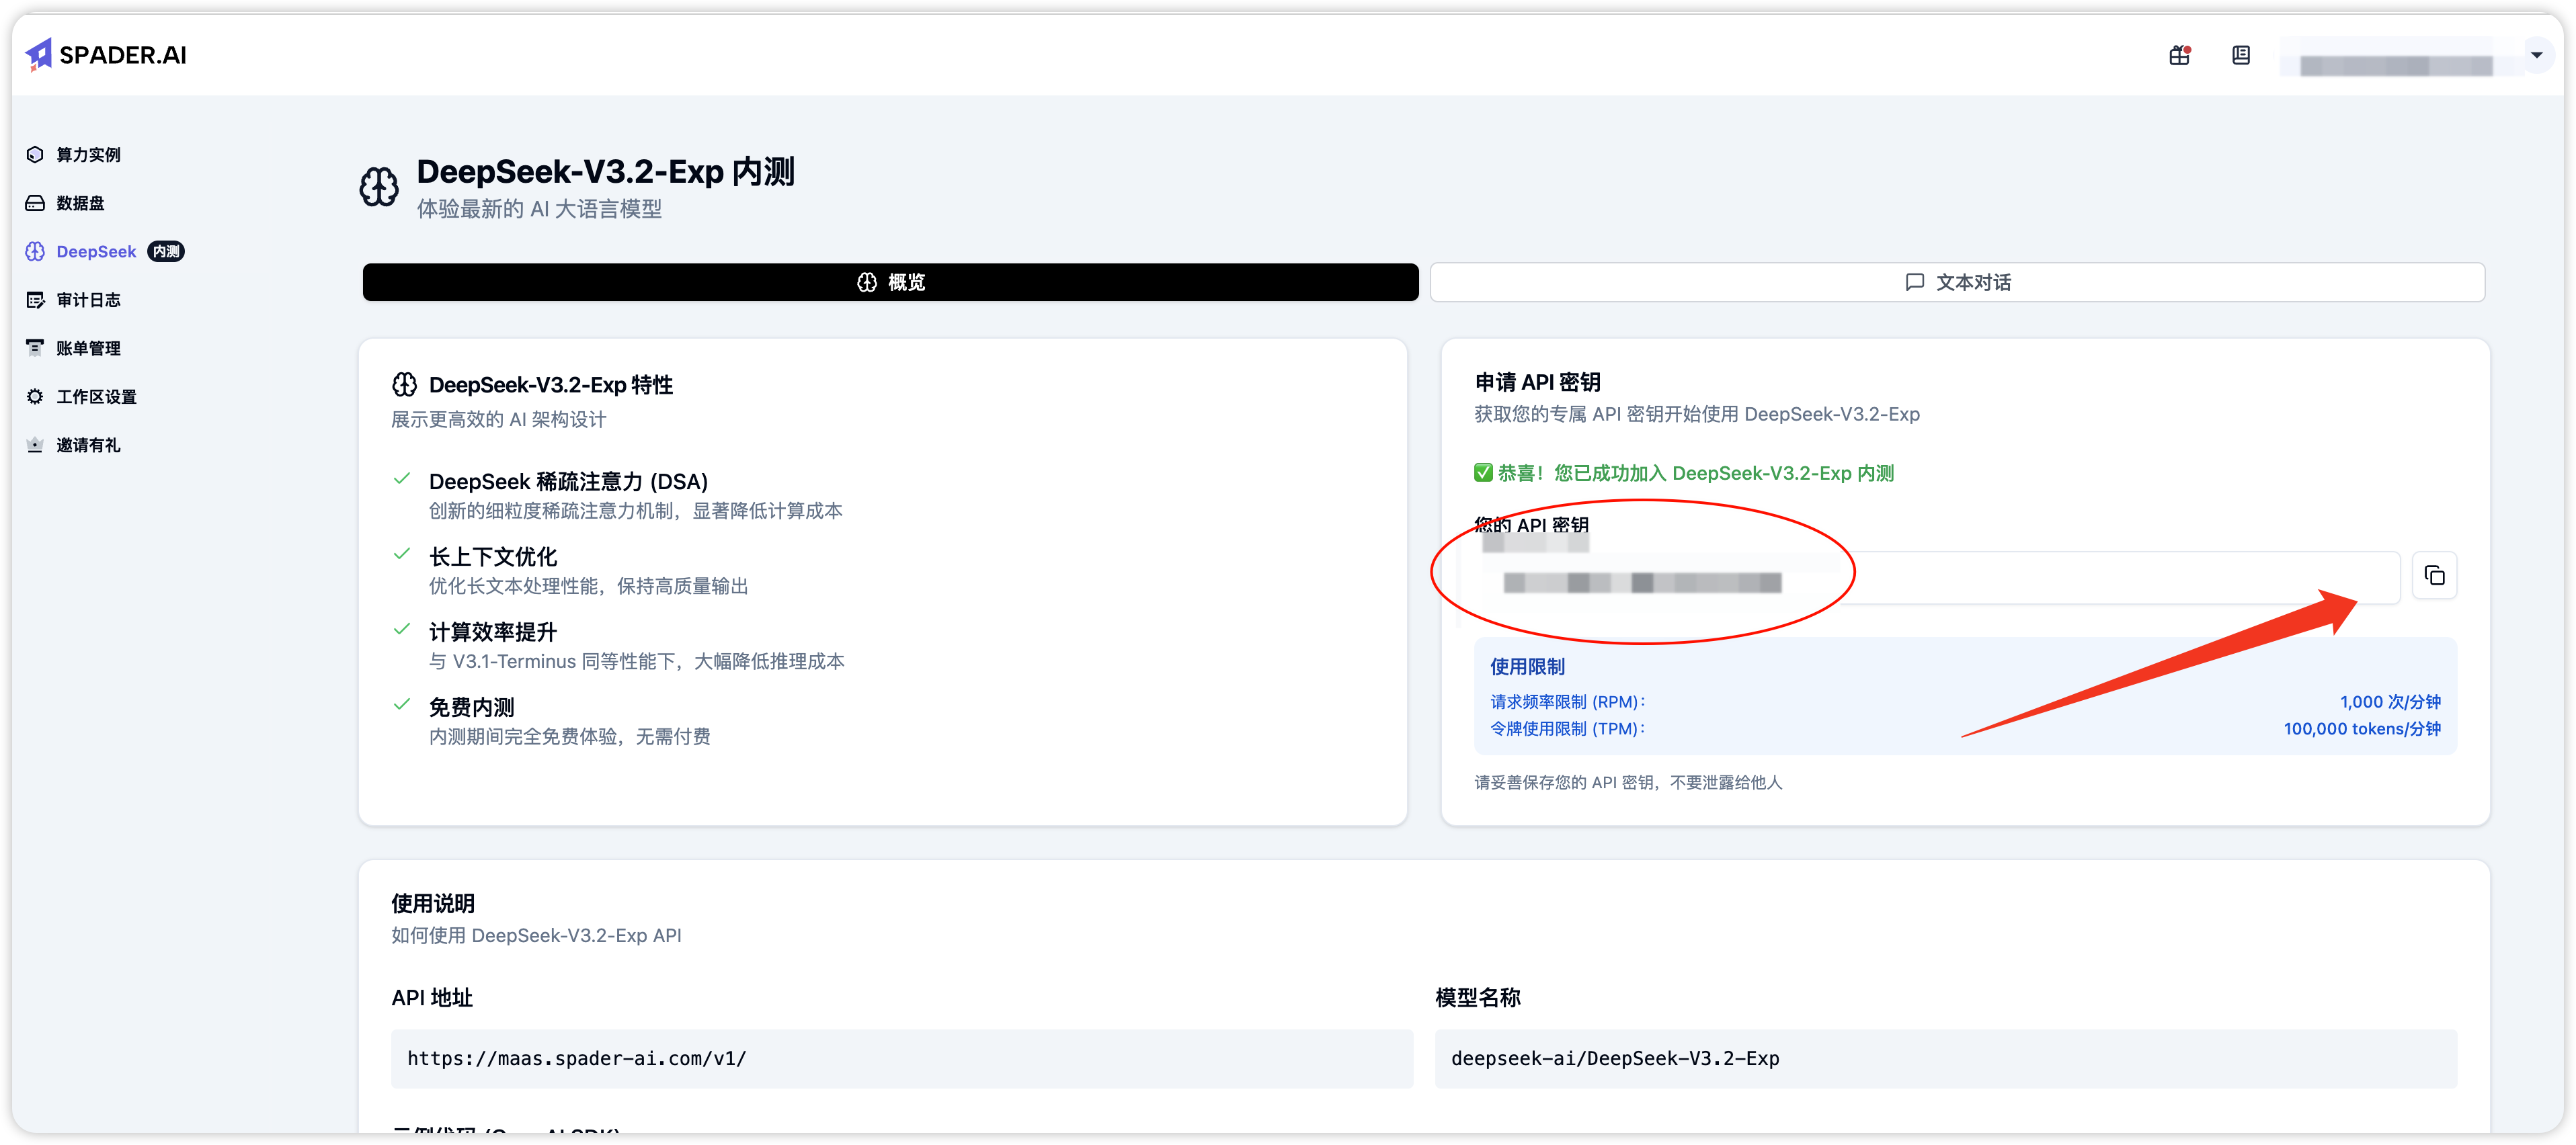 SPADER.AI
算力实例
数据盘
DeepSeek 内测
审计日志
账单管理
工作区设置
邀请有礼
DeepSeek-V3.2-Exp 内测
体验最新的 AI 大语言模型
概览
文本对话
DeepSeek-V3.2-Exp 特性
展示更高效的 AI 架构设计
DeepSeek 稀疏注意力 (DSA)
创新的细粒度稀疏注意力机制，显著降低计算成本
长上下文优化
优化长文本处理性能，保持高质量输出
计算效率提升
与 V3.1-Terminus 同等性能下，大幅降低推理成本
免费内测
内测期间完全免费体验，无需付费
申请 API 密钥
获取您的专属 API 密钥开始使用 DeepSeek-V3.2-Exp
✅ 恭喜！您已成功加入 DeepSeek-V3.2-Exp 内测
您的 API 密钥
使用限制
请求频率限制 (RPM)： 1,000 次/分钟
令牌使用限制 (TPM)： 100,000 tokens/分钟
请妥善保存您的 API 密钥，不要泄露给他人
使用说明
如何使用 DeepSeek-V3.2-Exp API
API 地址
https://maas.spader-ai.com/v1/
模型名称
deepseek-ai/DeepSeek-V3.2-Exp